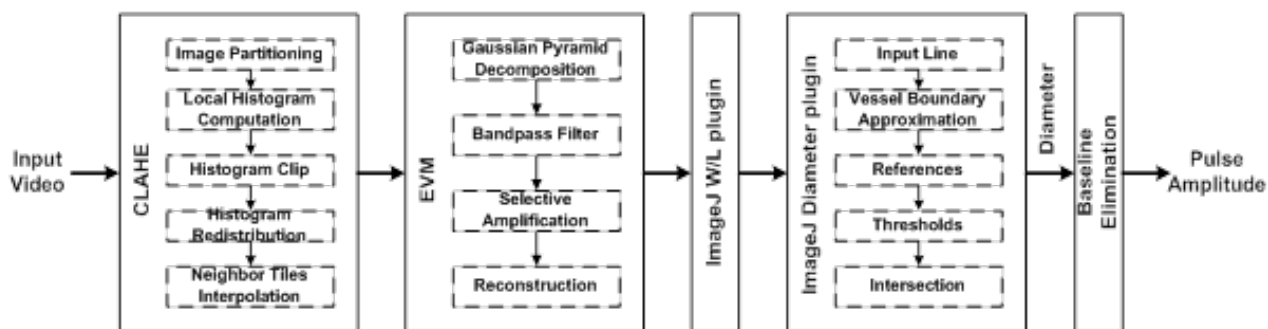 Input
Video
CLAHE
Image Partitioning
Local Histogram
Computation
Histogram Clip
Histogram
Redistribution
Neighbor Tiles
Interpolation
EVM
Gaussian Pyramid
Decomposition
Bandpass Filter
Selective
Amplification
Reconstruction
ImageJ W/L plugin
ImageJ Diameter plugin
Input Line
Vessel Boundary
Approximation
References
Thresholds
Intersection
Diameter
Baseline
Elimination
Pulse
Amplitude